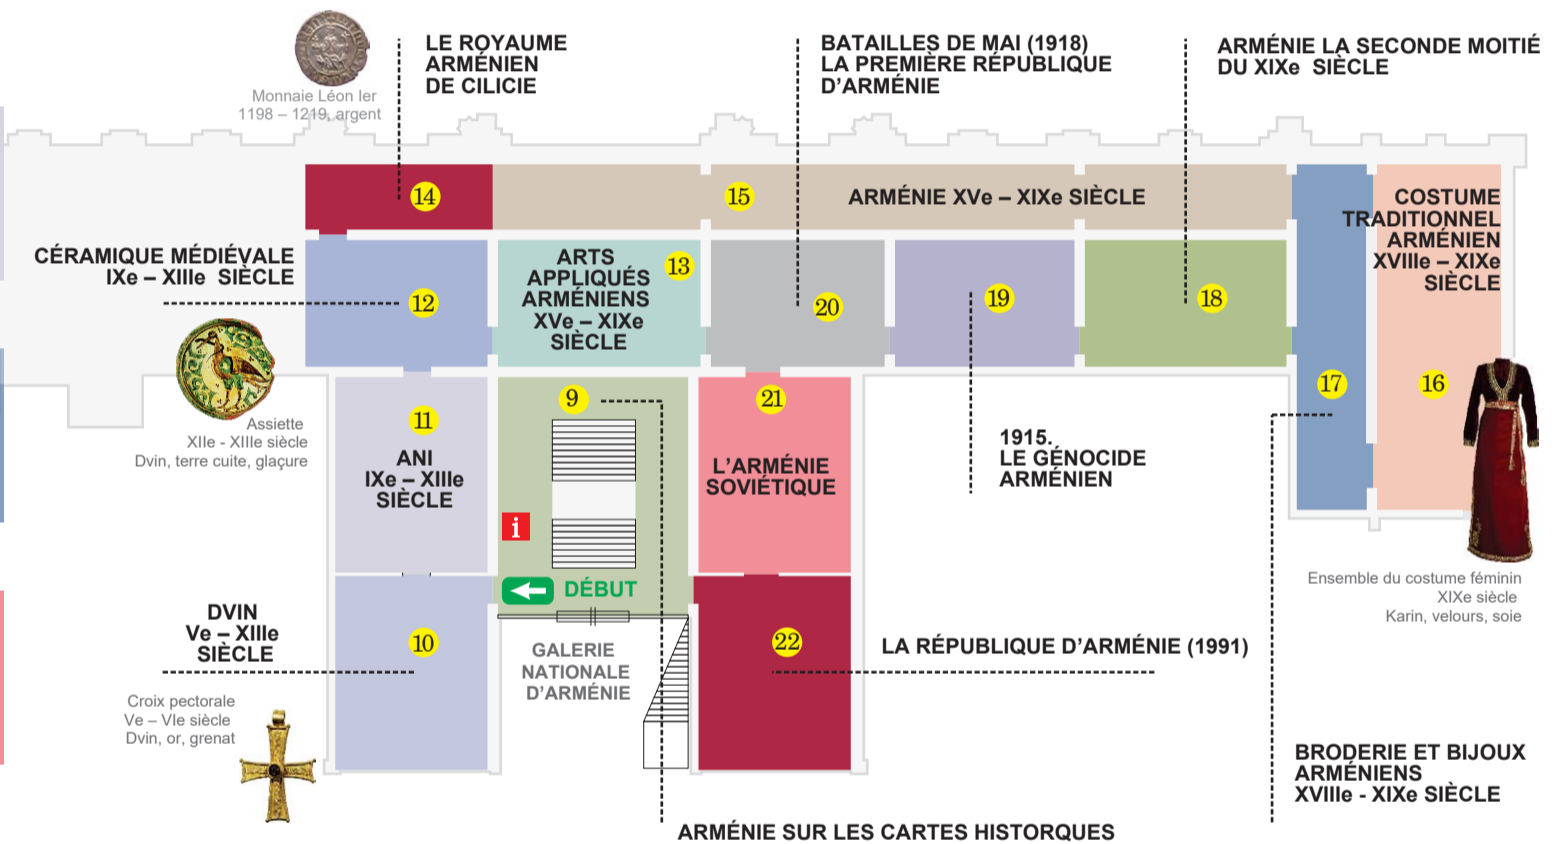 LE ROYAUME
ARMÉNIEN
DE CILICIE
BATAILLES DE MAI (1918)
LA PREMIÈRE RÉPUBLIQUE
D'ARMÉNIE
ARMÉNIE LA SECONDE MOITIÉ
DU XIXe SIÈCLE
Monnaie Léon Ier
1198 – 1219, argent
14
15
ARMÉNIE XVe – XIXe SIÈCLE
COSTUME
TRADITIONNEL
ARMÉNIEN
XVIIIe – XIXe
SIÈCLE
CÉRAMIQUE MÉDIÉVALE
IXe – XIIIe SIÈCLE
12
ARTS
APPLIQUÉS
ARMÉNIENS
XVe – XIXe
SIÈCLE
13
20
19
18
17
16
Assiette
XIIe - XIIIe siècle
Dvin, terre cuite, glaçure
11
ANI
IXe – XIIIe
SIÈCLE
9
i
DÉBUT
21
L'ARMÉNIE
SOVIÉTIQUE
1915.
LE GÉNOCIDE
ARMÉNIEN
Ensemble du costume féminin
XIXe siècle
Karin, velours, soie
DVIN
Ve – XIIIe
SIÈCLE
10
GALERIE
NATIONALE
D'ARMÉNIE
22
LA RÉPUBLIQUE D'ARMÉNIE (1991)
Croix pectorale
Ve – VIe siècle
Dvin, or, grenat
BRODERIE ET BIJOUX
ARMÉNIENS
XVIIIe - XIXe SIÈCLE
ARMÉNIE SUR LES CARTES HISTORQUES